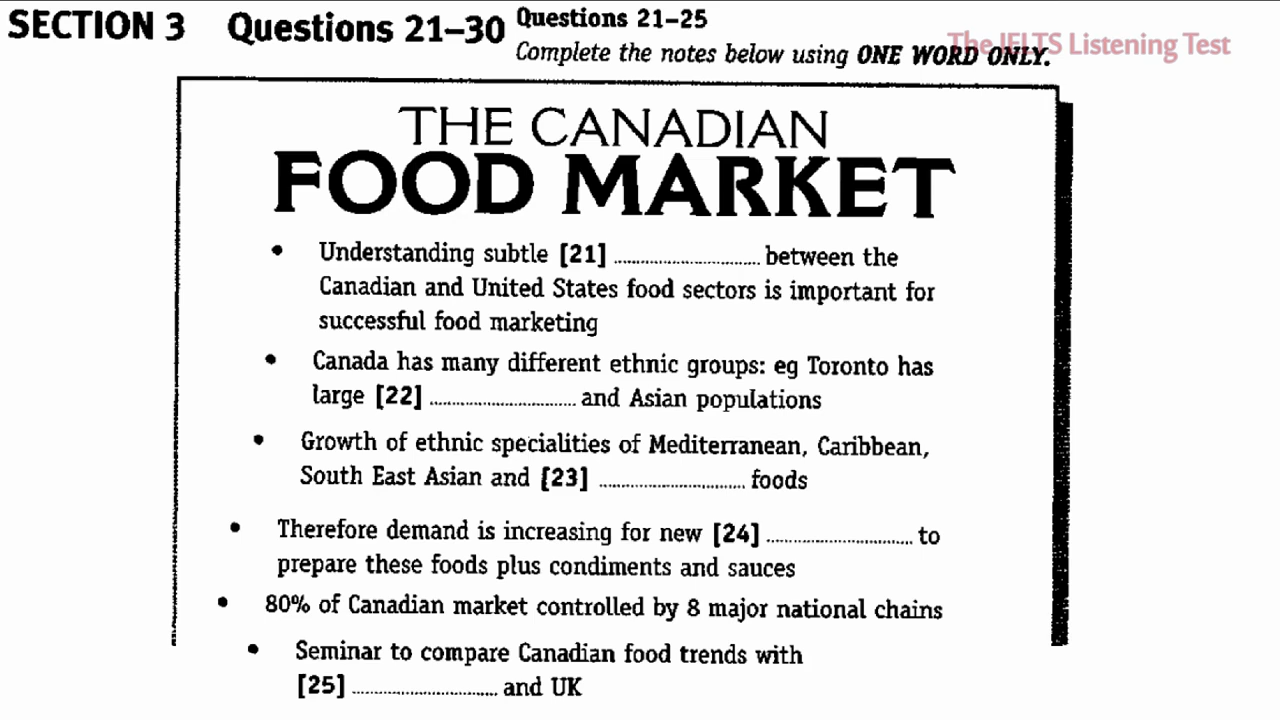 SECTION 3 Questions 21–30
Questions 21–25
Complete the notes below using ONE WORD ONLY.
The IELTS Listening Test
THE CANADIAN
FOOD MARKET
• Understanding subtle [21] .............................. between the
Canadian and United States food sectors is important for
successful food marketing
• Canada has many different ethnic groups: eg Toronto has
large [22] .............................. and Asian populations
• Growth of ethnic specialities of Mediterranean, Caribbean,
South East Asian and [23] .............................. foods
• Therefore demand is increasing for new [24] .............................. to
prepare these foods plus condiments and sauces
• 80% of Canadian market controlled by 8 major national chains
• Seminar to compare Canadian food trends with
[25] .............................. and UK